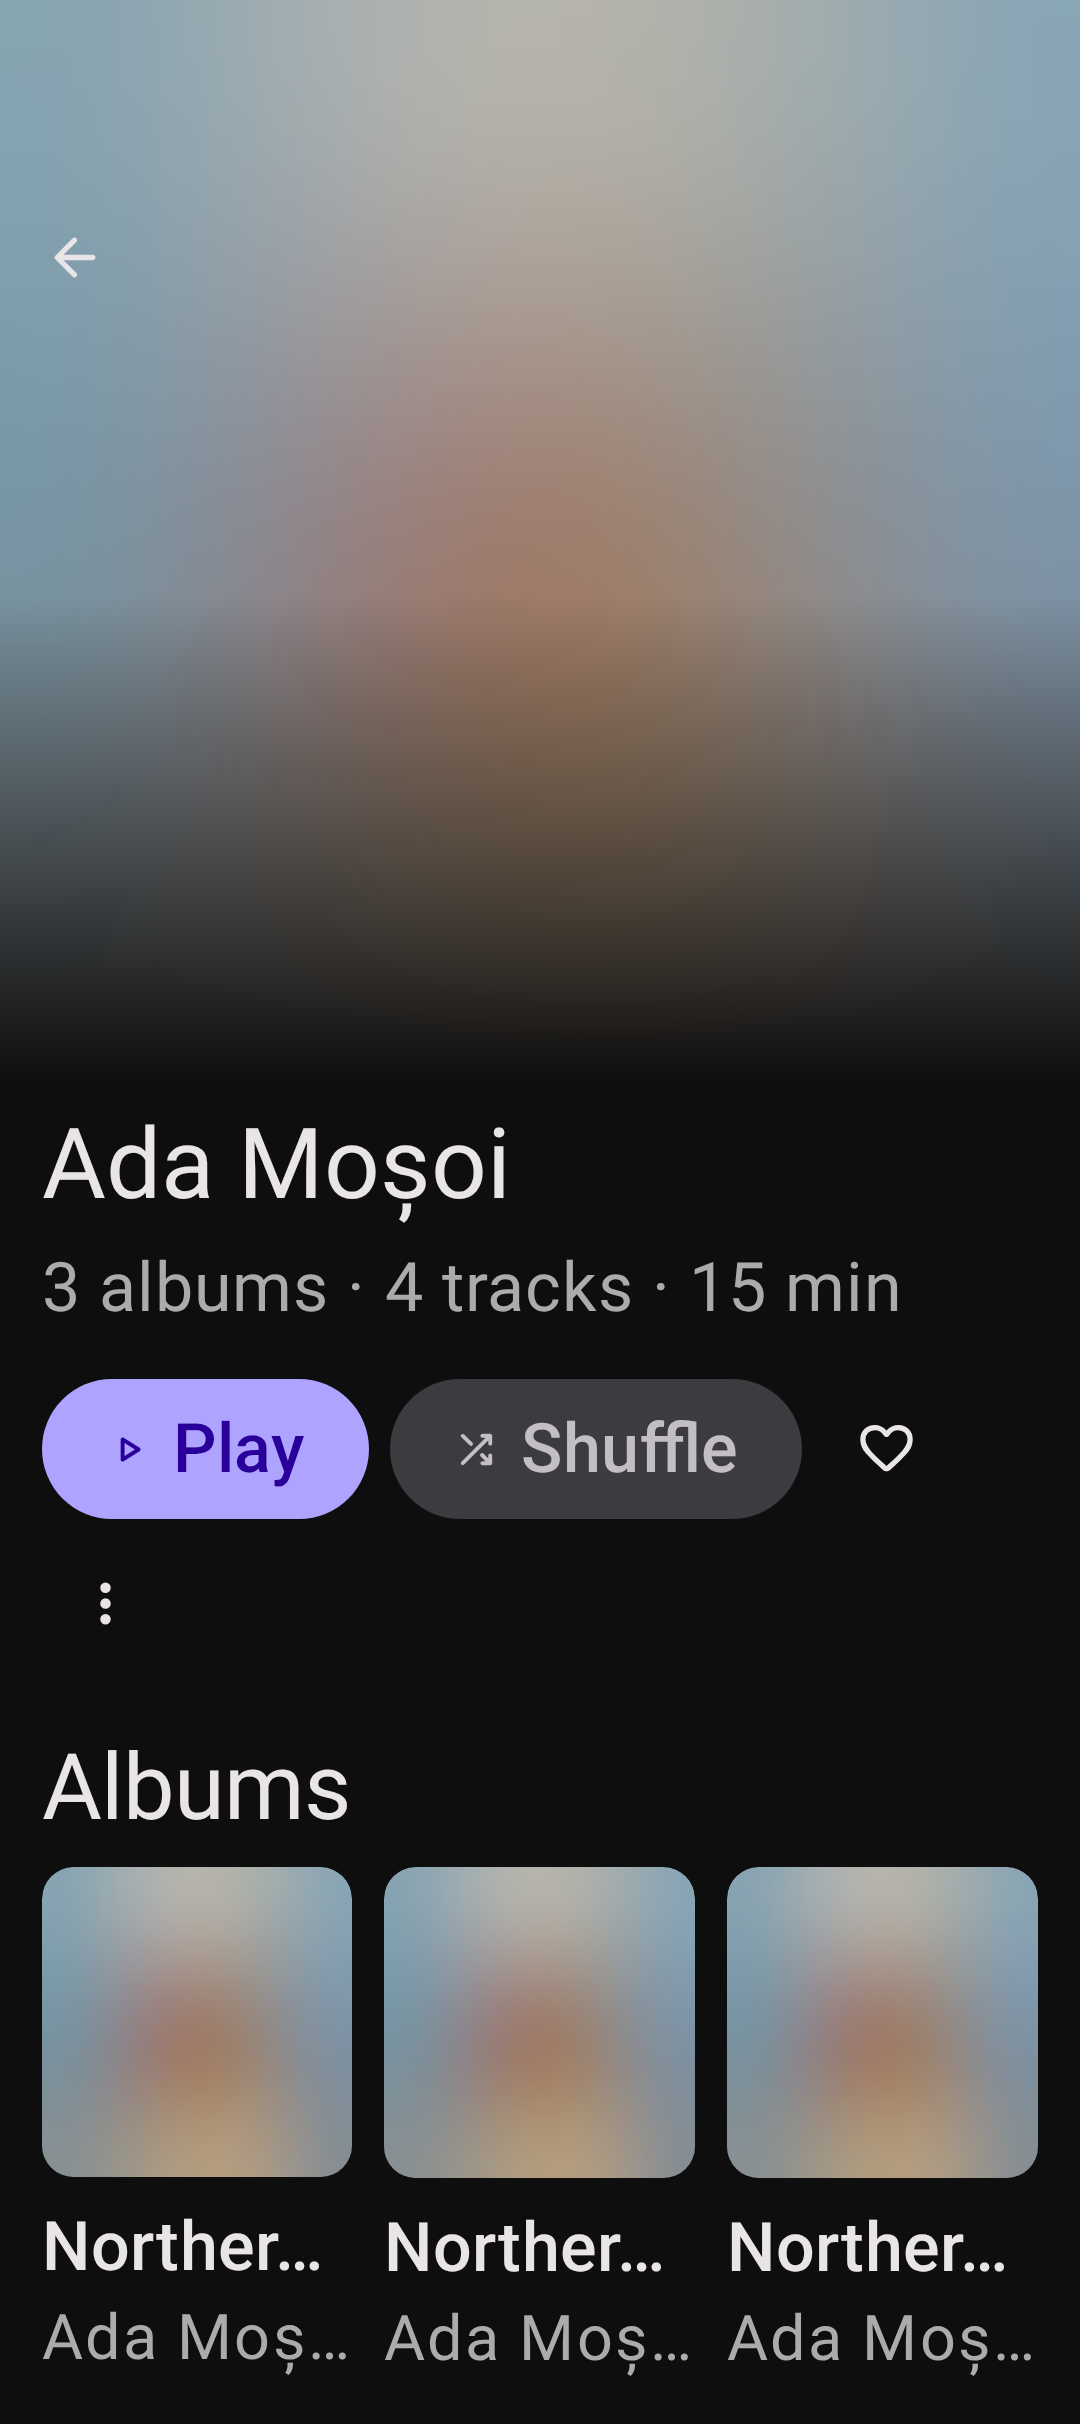 Ada Moșoi
3 albums · 4 tracks · 15 min
Play
Shuffle
Albums
Norther…
Norther…
Norther…
Ada Moș…
Ada Moș…
Ada Moș…